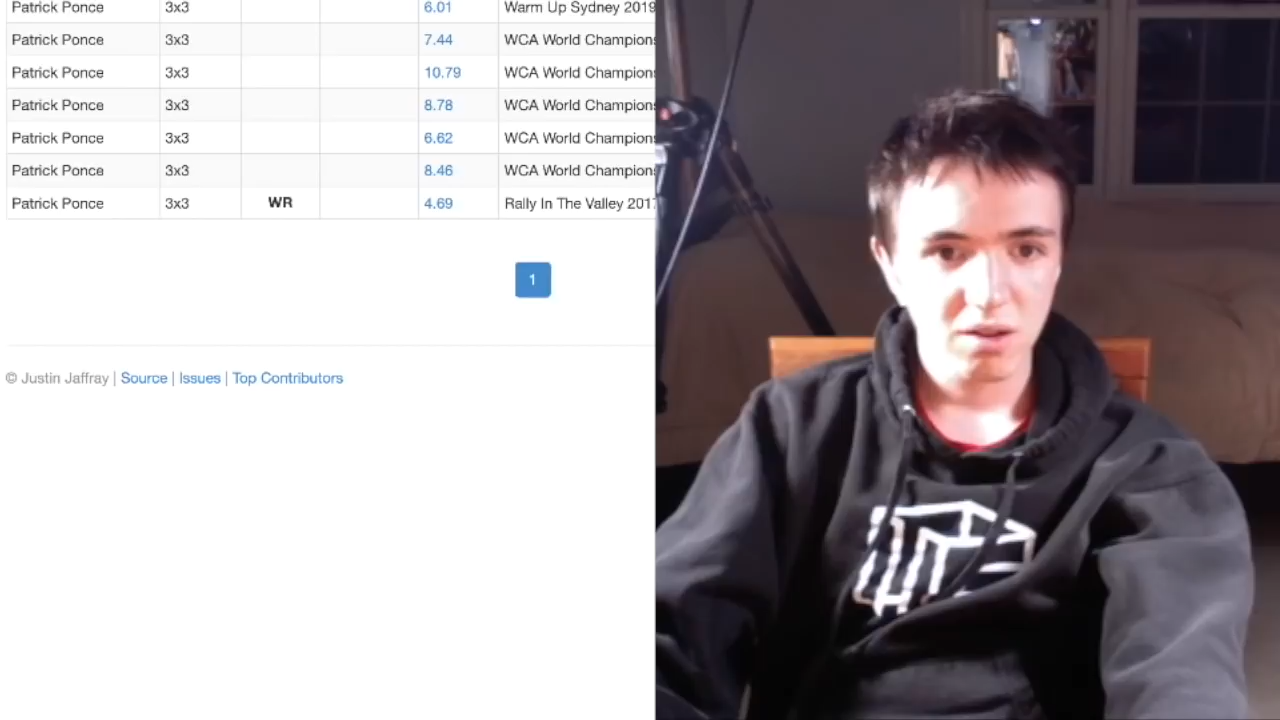 Patrick Ponce 3x3 6.01 Warm Up Sydney 2019
Patrick Ponce 3x3 7.44 WCA World Champions
Patrick Ponce 3x3 10.79 WCA World Champions
Patrick Ponce 3x3 8.78 WCA World Champions
Patrick Ponce 3x3 6.62 WCA World Champions
Patrick Ponce 3x3 8.46 WCA World Champions
Patrick Ponce 3x3 WR 4.69 Rally In The Valley 2017
1
© Justin Jaffray | Source | Issues | Top Contributors